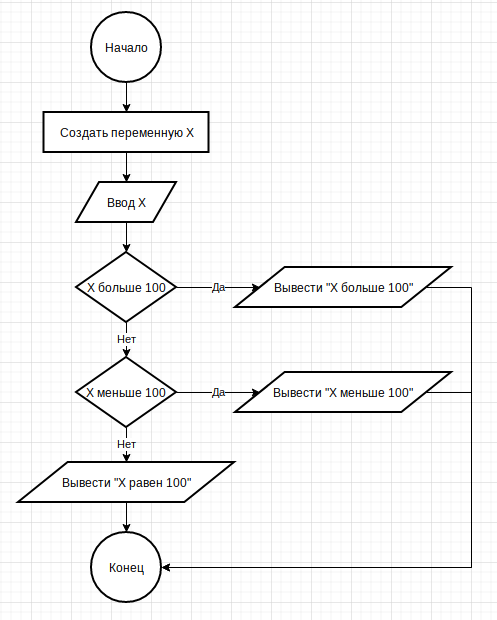 Начало
Создать переменную X
Ввод X
X больше 100
Да
Вывести "X больше 100"
Нет
X меньше 100
Да
Вывести "X меньше 100"
Нет
Вывести "X равен 100"
Конец